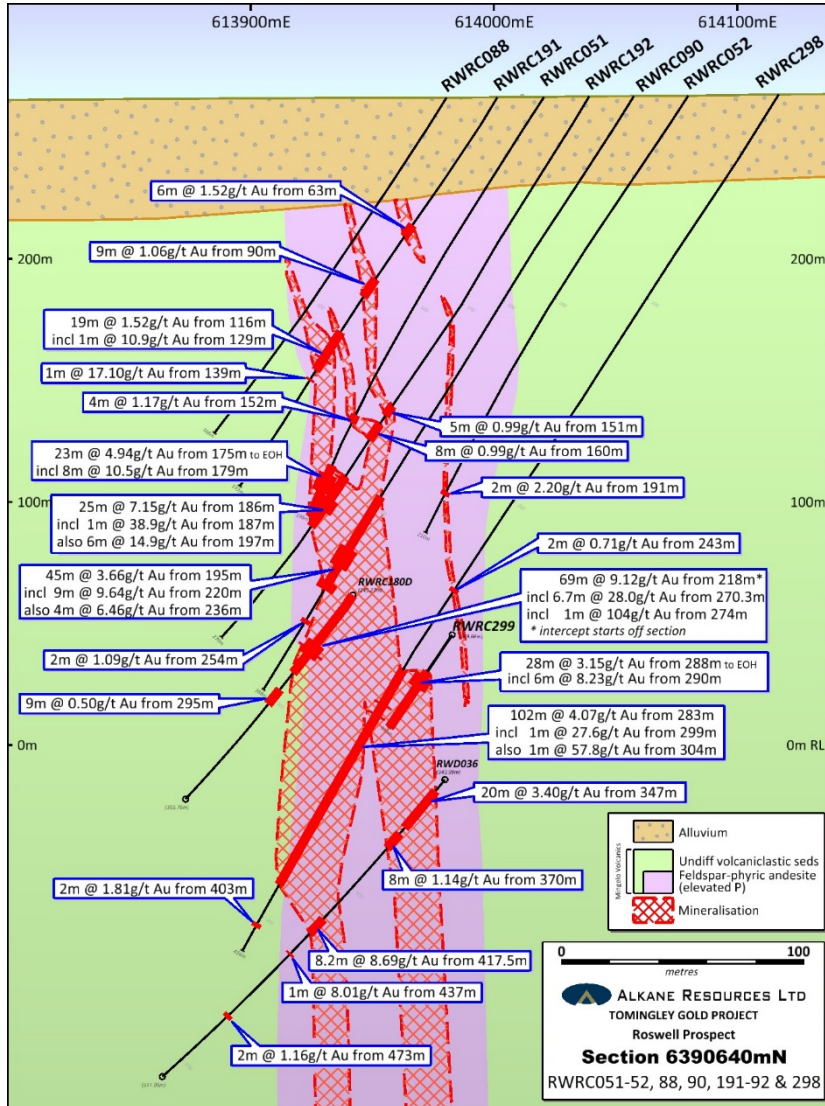 613900mE
614000mE
614100mE
RWRC088
RWRC191
RWRC051
RWRC192
RWRC090
RWRC052
RWRC298
6m @ 1.52g/t Au from 63m
200m
200m
9m @ 1.06g/t Au from 90m
19m @ 1.52g/t Au from 116m
incl 1m @ 10.9g/t Au from 129m
1m @ 17.10g/t Au from 139m
4m @ 1.17g/t Au from 152m
5m @ 0.99g/t Au from 151m
8m @ 0.99g/t Au from 160m
23m @ 4.94g/t Au from 175m to EOH
incl 8m @ 10.5g/t Au from 179m
2m @ 2.20g/t Au from 191m
100m
100m
25m @ 7.15g/t Au from 186m
incl 1m @ 38.9g/t Au from 187m
also 6m @ 14.9g/t Au from 197m
2m @ 0.71g/t Au from 243m
45m @ 3.66g/t Au from 195m
incl 9m @ 9.64g/t Au from 220m
also 4m @ 6.46g/t Au from 236m
RWRC180D
69m @ 9.12g/t Au from 218m*
incl 6.7m @ 28.0g/t Au from 270.3m
incl 1m @ 104g/t Au from 274m
* intercept starts off section
RWRC299
2m @ 1.09g/t Au from 254m
28m @ 3.15g/t Au from 288m to EOH
incl 6m @ 8.23g/t Au from 290m
9m @ 0.50g/t Au from 295m
102m @ 4.07g/t Au from 283m
incl 1m @ 27.6g/t Au from 299m
also 1m @ 57.8g/t Au from 304m
0m
0m RL
RWD036
20m @ 3.40g/t Au from 347m
8m @ 1.14g/t Au from 370m
2m @ 1.81g/t Au from 403m
8.2m @ 8.69g/t Au from 417.5m
1m @ 8.01g/t Au from 437m
2m @ 1.16g/t Au from 473m
Alluvium
Mingelo Volcanics
Undiff volcaniclastic seds
Feldspar-phyric andesite
(elevated P)
Mineralisation
0
100
metres
ALKANE RESOURCES LTD
TOMINGLEY GOLD PROJECT
Roswell Prospect
Section 6390640mN
RWRC051-52, 88, 90, 191-92 & 298